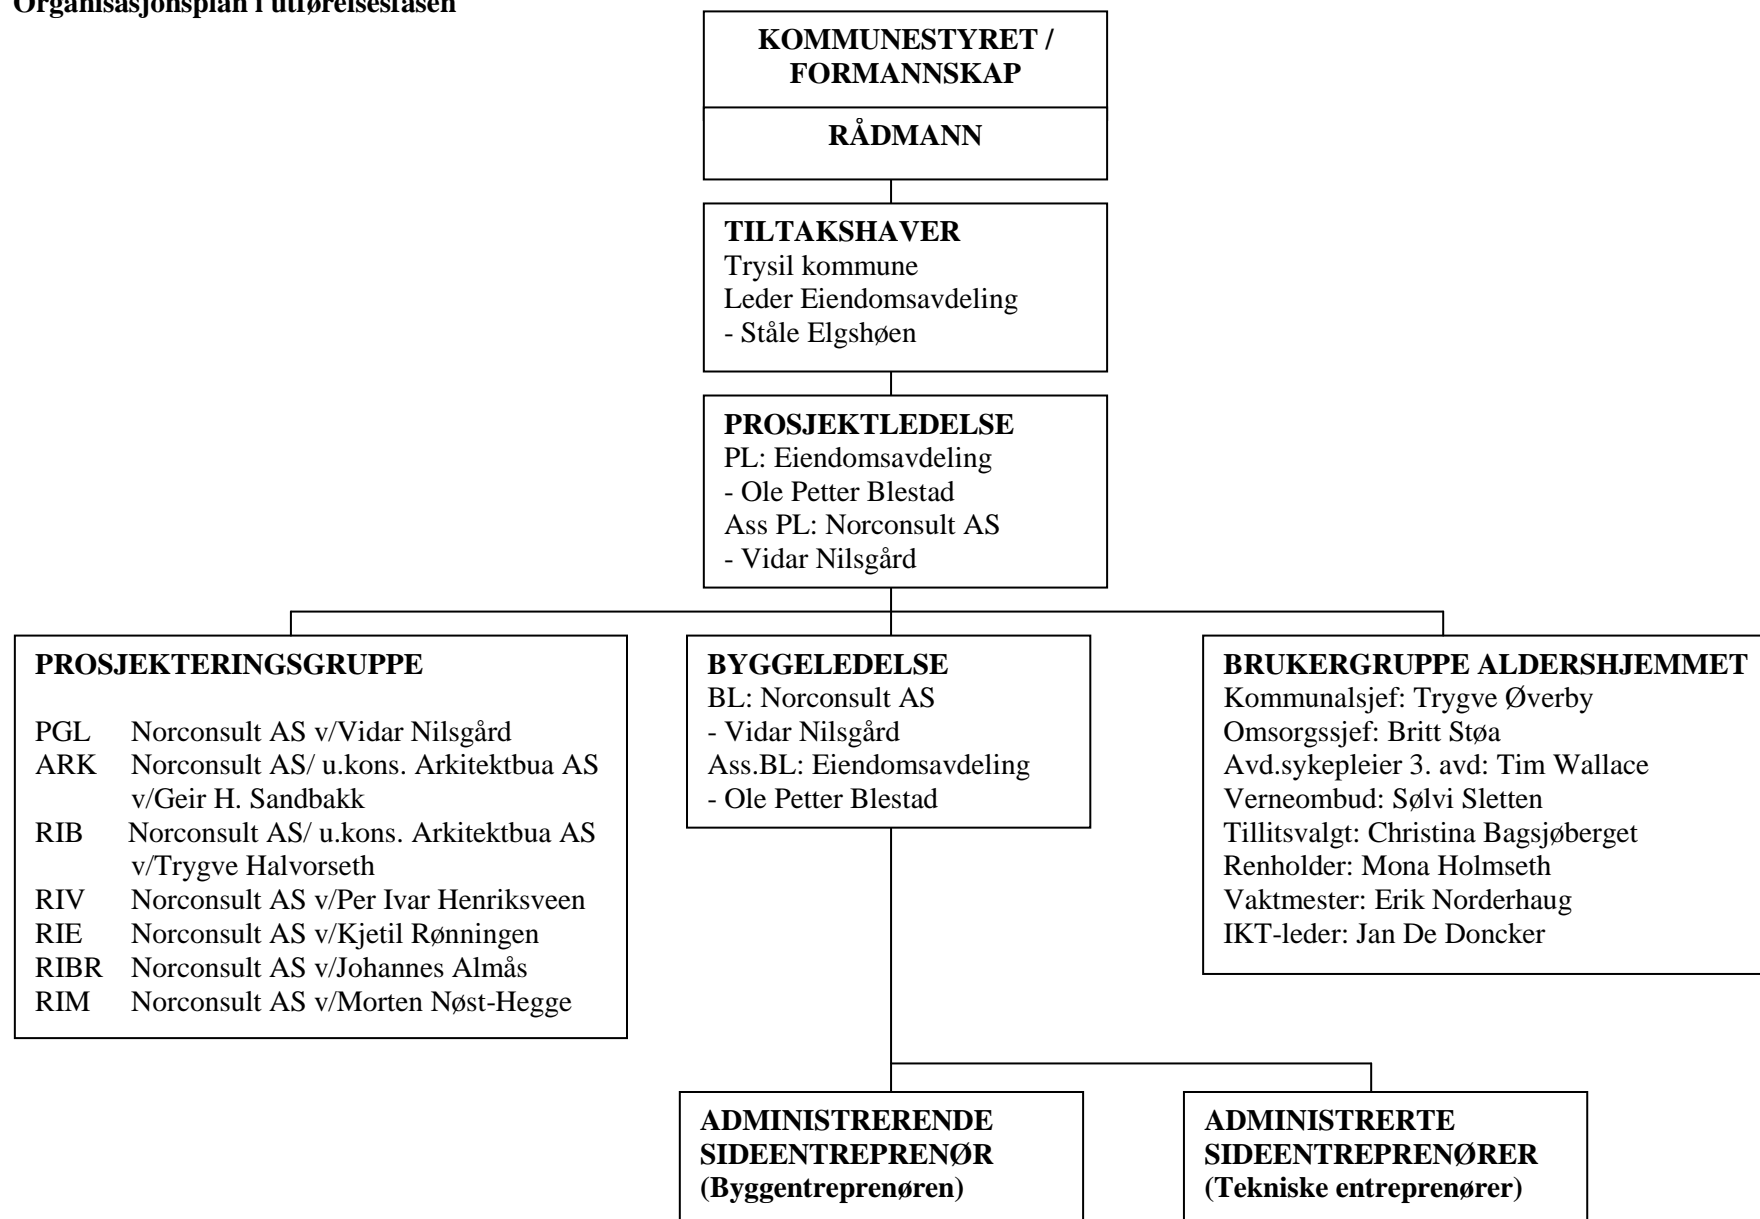 Organisasjonsplan i utførelsesfasen
KOMMUNESTYRET /
FORMANNSKAP
RÅDMANN
TILTAKSHAVER
Trysil kommune
Leder Eiendomsavdeling
- Ståle Elgshøen
PROSJEKTLEDELSE
PL: Eiendomsavdeling
- Ole Petter Blestad
Ass PL: Norconsult AS
- Vidar Nilsgård
PROSJEKTERINGSGRUPPE
PGL Norconsult AS v/Vidar Nilsgård
ARK Norconsult AS/ u.kons. Arkitektbua AS
v/Geir H. Sandbakk
RIB Norconsult AS/ u.kons. Arkitektbua AS
v/Trygve Halvorseth
RIV Norconsult AS v/Per Ivar Henriksveen
RIE Norconsult AS v/Kjetil Rønningen
RIBR Norconsult AS v/Johannes Almås
RIM Norconsult AS v/Morten Nøst-Hegge
BYGGELEDELSE
BL: Norconsult AS
- Vidar Nilsgård
Ass.BL: Eiendomsavdeling
- Ole Petter Blestad
BRUKERGRUPPE ALDERSHJEMMET
Kommunalsjef: Trygve Øverby
Omsorgssjef: Britt Støa
Avd.sykepleier 3. avd: Tim Wallace
Verneombud: Sølvi Sletten
Tillitsvalgt: Christina Bagsjøberget
Renholder: Mona Holmseth
Vaktmester: Erik Norderhaug
IKT-leder: Jan De Doncker
ADMINISTRERENDE
SIDEENTREPRENØR
(Byggentreprenøren)
ADMINISTRERTE
SIDEENTREPRENØRER
(Tekniske entreprenører)